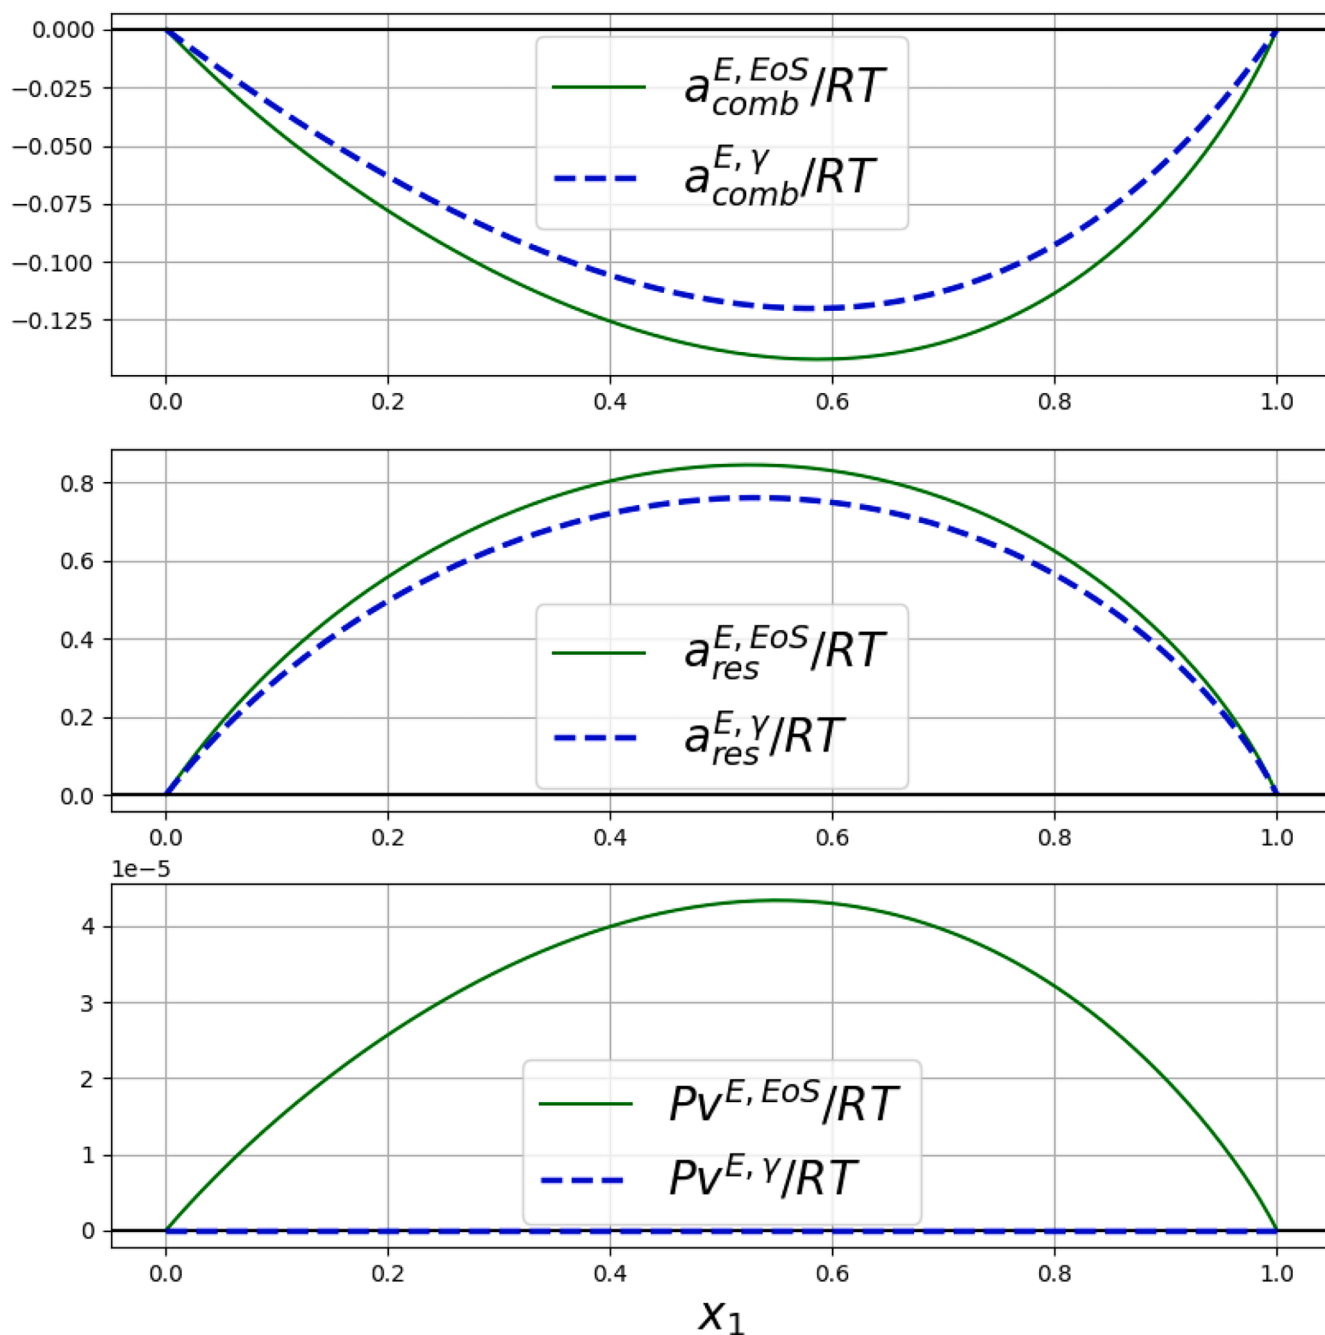 0.000
−0.025
−0.050
−0.075
−0.100
−0.125
a_{comb}^{E, EoS}/RT
a_{comb}^{E, γ}/RT
0.0 0.2 0.4 0.6 0.8 1.0
0.8
0.6
0.4
0.2
0.0
a_{res}^{E, EoS}/RT
a_{res}^{E, γ}/RT
0.0 0.2 0.4 0.6 0.8 1.0
1e−5
4
3
2
1
0
Pv^{E, EoS}/RT
Pv^{E, γ}/RT
0.0 0.2 0.4 0.6 0.8 1.0
x_1